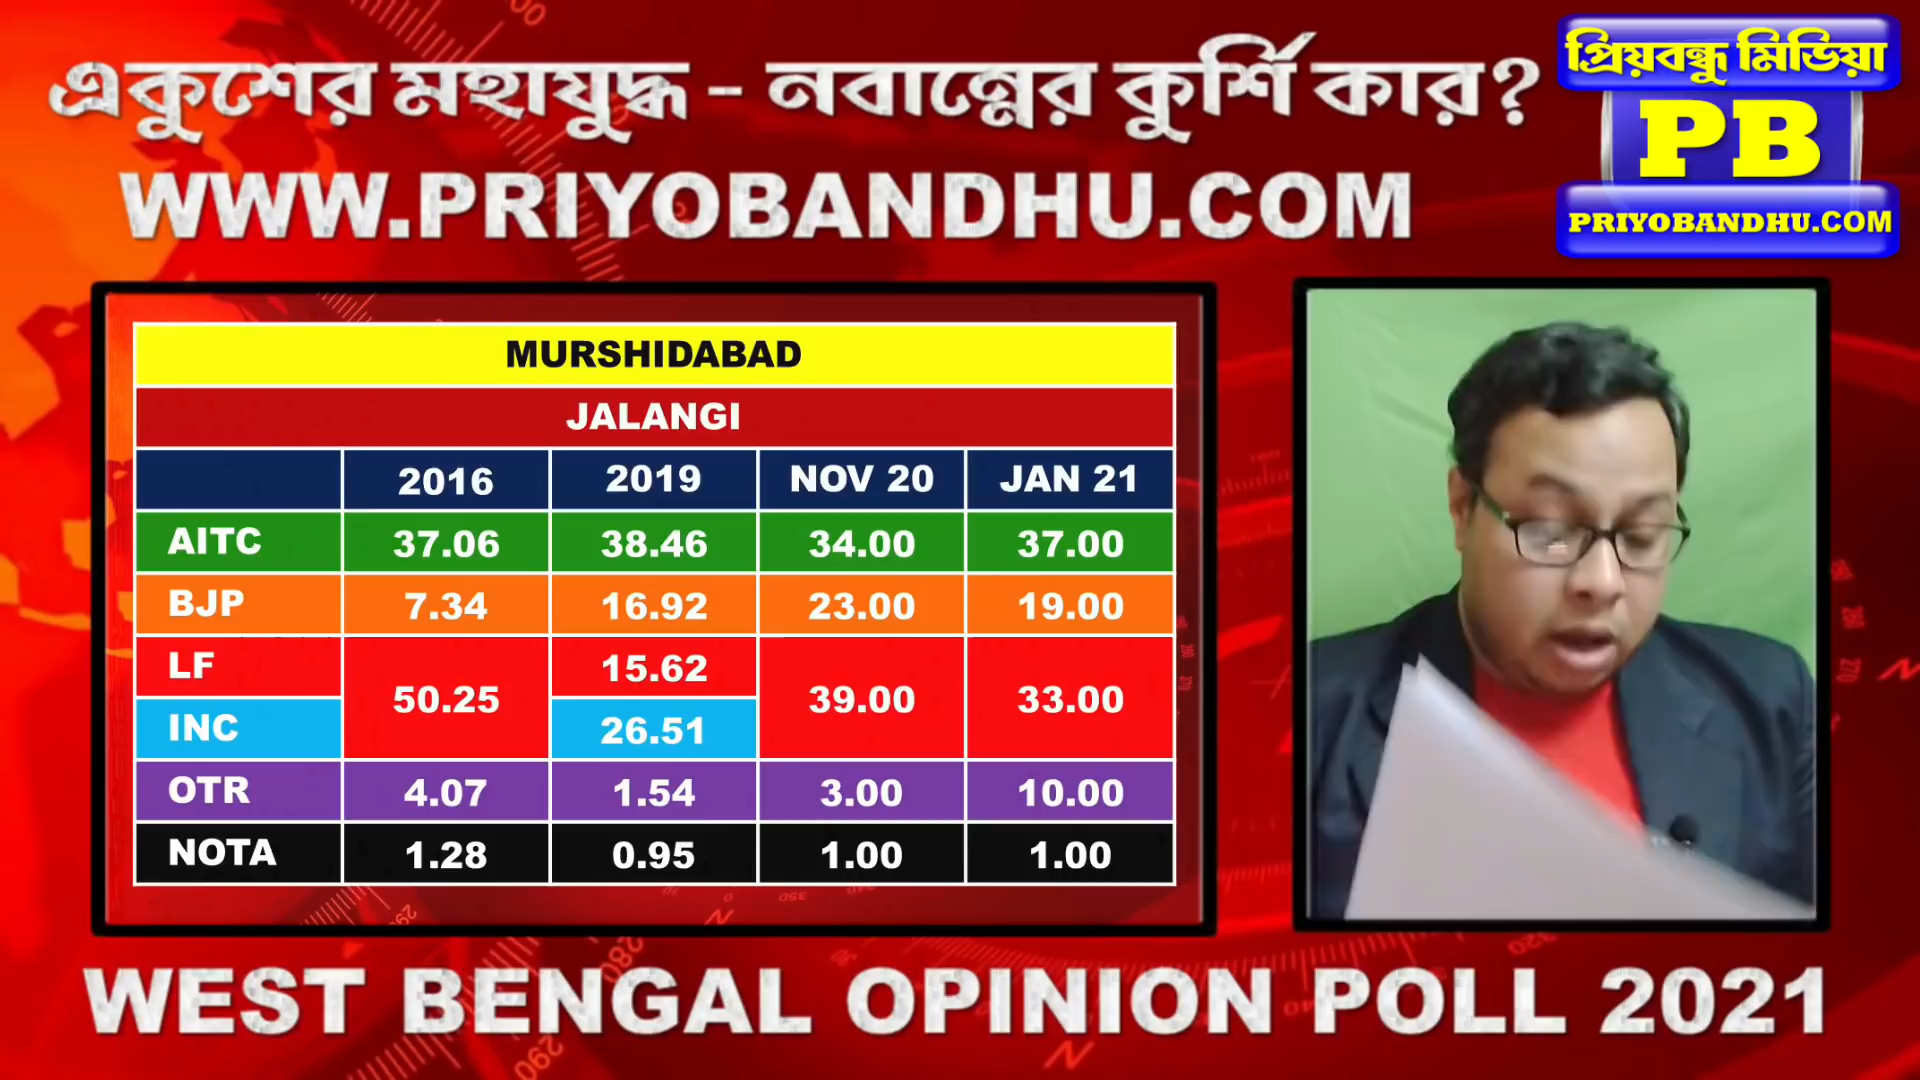 একুশের মহাযুদ্ধ - নবান্নের কুর্শি কার?
WWW.PRIYOBANDHU.COM
প্রিয়বন্ধু মিডিয়া
PB
PRIYOBANDHU.COM
MURSHIDABAD
JALANGI
2016 2019 NOV 20 JAN 21
AITC 37.06 38.46 34.00 37.00
BJP 7.34 16.92 23.00 19.00
LF 15.62
50.25 39.00 33.00
INC 26.51
OTR 4.07 1.54 3.00 10.00
NOTA 1.28 0.95 1.00 1.00
WEST BENGAL OPINION POLL 2021